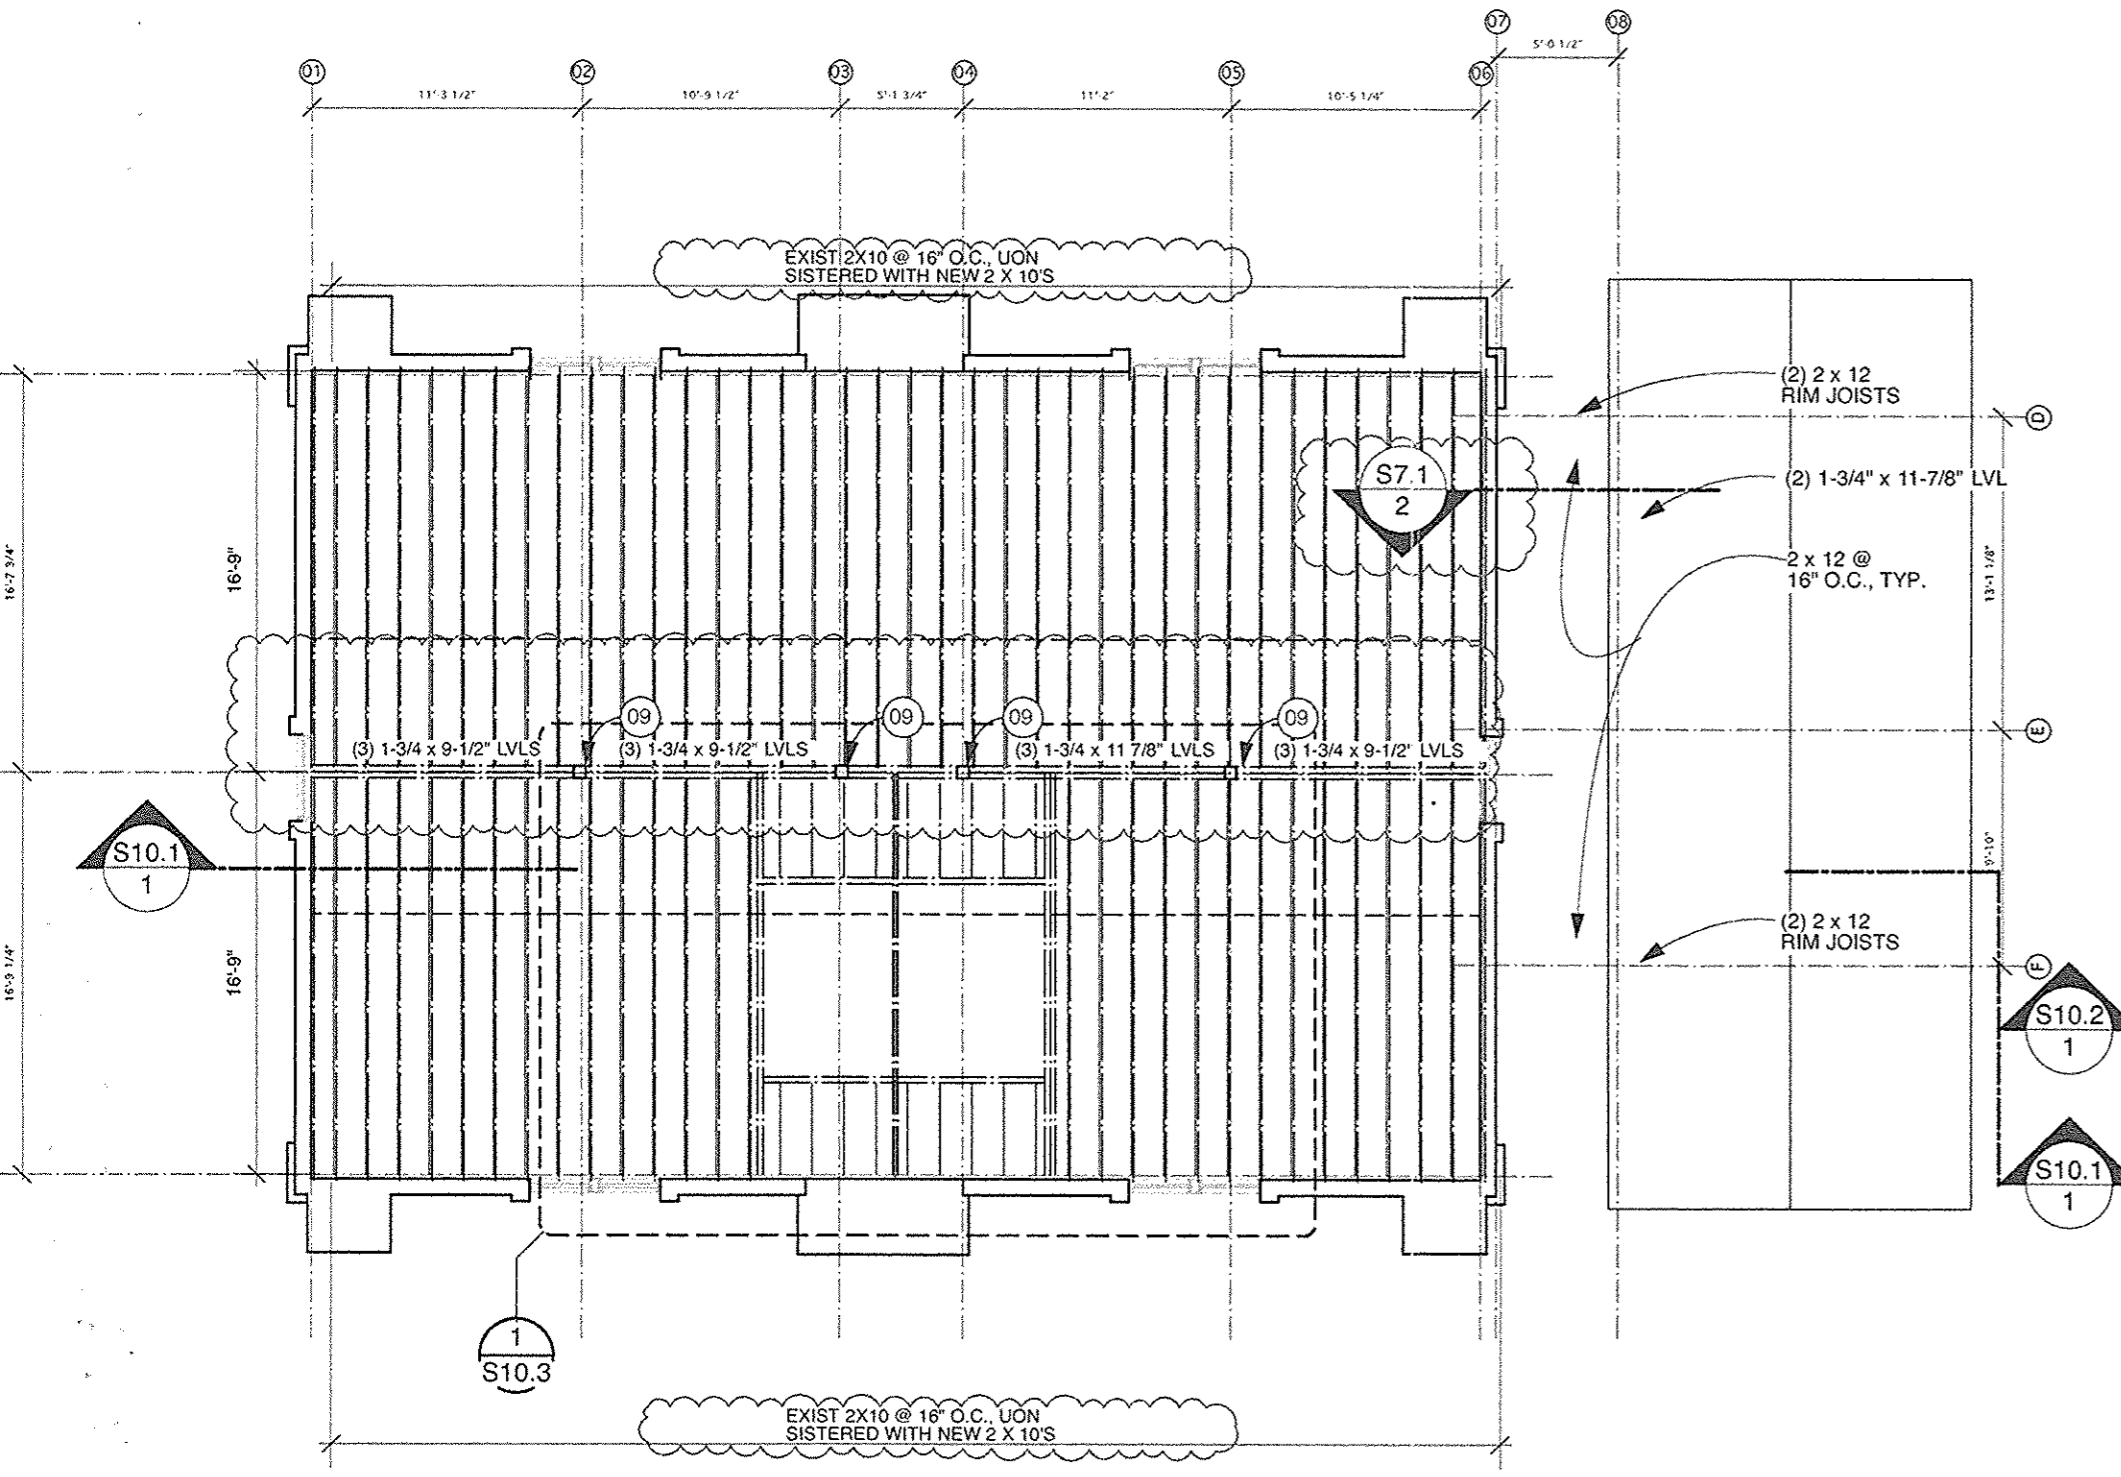 07
08
5'-0 1/2"
01
02
03
04
05
06
11'-3 1/2"
10'-9 1/2"
5'-1 3/4"
11'-2"
10'-5 1/4"
EXIST 2X10 @ 16" O.C., UON
SISTERED WITH NEW 2 X 10'S
(2) 2 x 12
RIM JOISTS
D
S7.1
2
(2) 1-3/4" x 11-7/8" LVL
2 x 12 @
16" O.C., TYP.
16'-7 3/4"
16'-9"
13'-1 1/8"
09
09
09
09
E
(3) 1-3/4 x 9-1/2" LVLS
(3) 1-3/4 x 9-1/2" LVLS
(3) 1-3/4 x 11 7/8" LVLS
(3) 1-3/4 x 9-1/2" LVLS
S10.1
1
9'-10"
(2) 2 x 12
RIM JOISTS
F
16'-9 1/4"
16'-9"
S10.2
1
S10.1
1
1
S10.3
EXIST 2X10 @ 16" O.C., UON
SISTERED WITH NEW 2 X 10'S